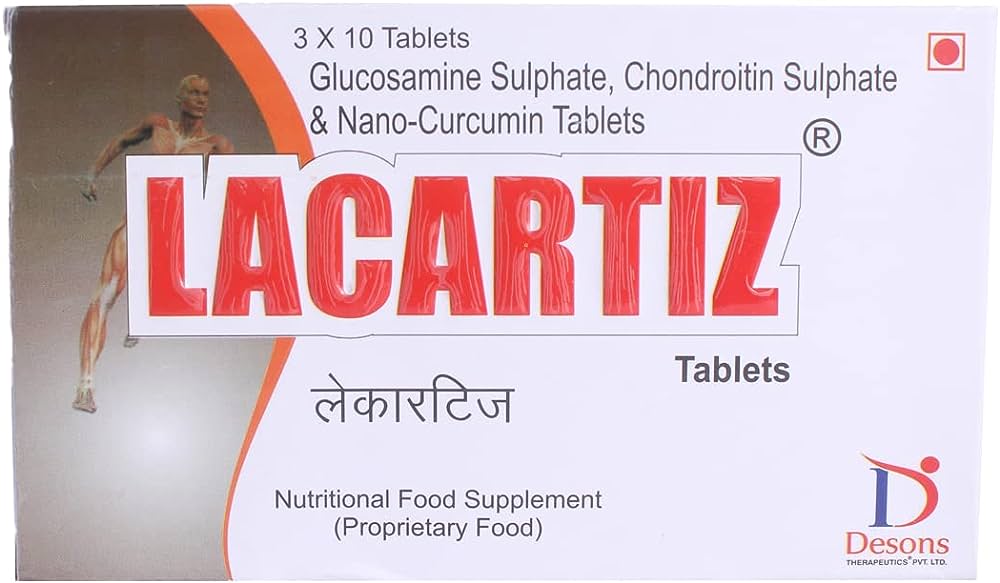 3 X 10 Tablets
Glucosamine Sulphate, Chondroitin Sulphate
& Nano-Curcumin Tablets
LACARTIZ®
Tablets
लेकारटिज
Nutritional Food Supplement
(Proprietary Food)
Desons
THERAPEUTICS® PVT. LTD.